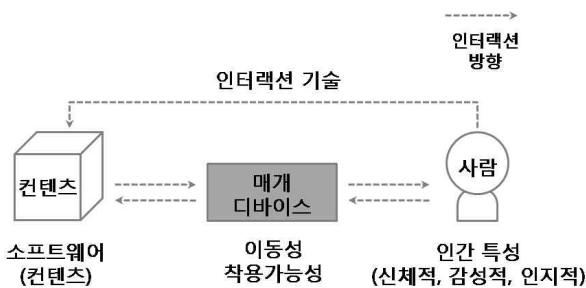 인터랙션
방향
인터랙션 기술
컨텐츠
매개
디바이스
사람
소프트웨어
(컨텐츠)
이동성
착용가능성
인간 특성
(신체적, 감성적, 인지적)